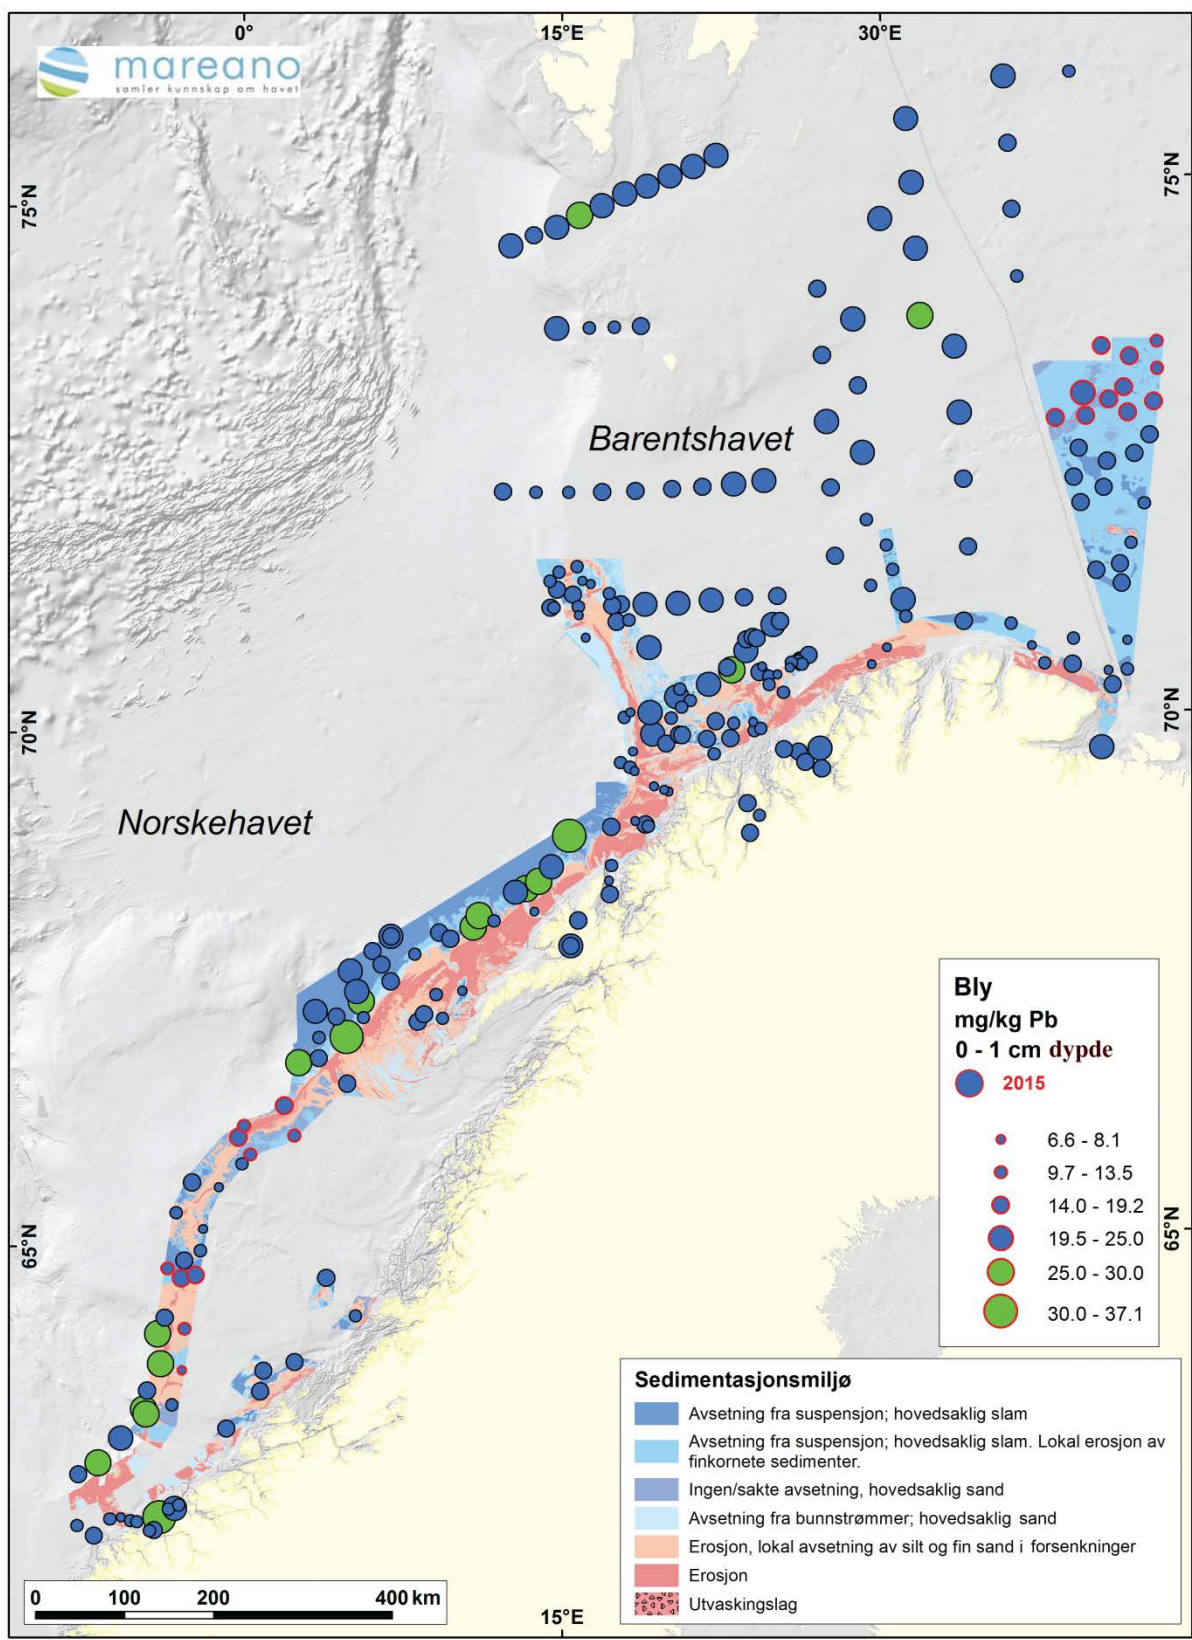 0°
15°E
30°E
mareano
samler kunnskap om havet
75°N
75°N
Barentshavet
70°N
70°N
Norskehavet
Bly
mg/kg Pb
0 - 1 cm dypde
2015
6.6 - 8.1
9.7 - 13.5
14.0 - 19.2
19.5 - 25.0
25.0 - 30.0
30.0 - 37.1
65°N
65°N
Sedimentasjonsmiljø
Avsetning fra suspensjon; hovedsaklig slam
Avsetning fra suspensjon; hovedsaklig slam. Lokal erosjon av
finkornete sedimenter.
Ingen/sakte avsetning, hovedsaklig sand
Avsetning fra bunnstrømmer; hovedsaklig sand
Erosjon, lokal avsetning av silt og fin sand i forsenkninger
Erosjon
Utvaskingslag
0 100 200 400 km
15°E